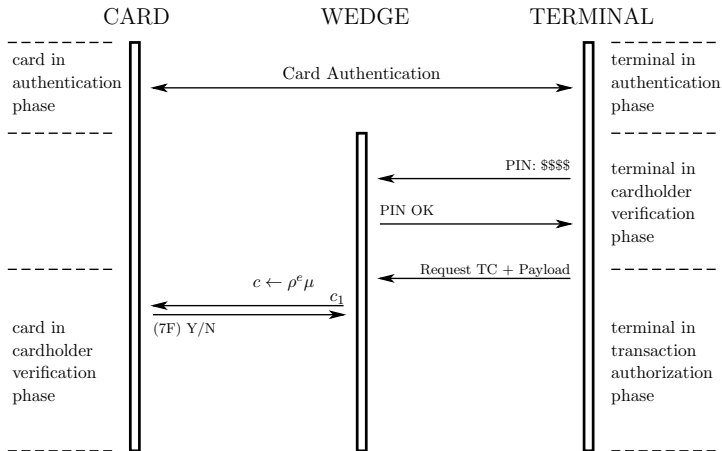 CARD
WEDGE
TERMINAL
card in
authentication
phase
Card Authentication
terminal in
authentication
phase
PIN: $$$$
PIN OK
terminal in
cardholder
verification
phase
Request TC + Payload
c ← ρ^e μ
c₁
(7F) Y/N
card in
cardholder
verification
phase
terminal in
transaction
authorization
phase